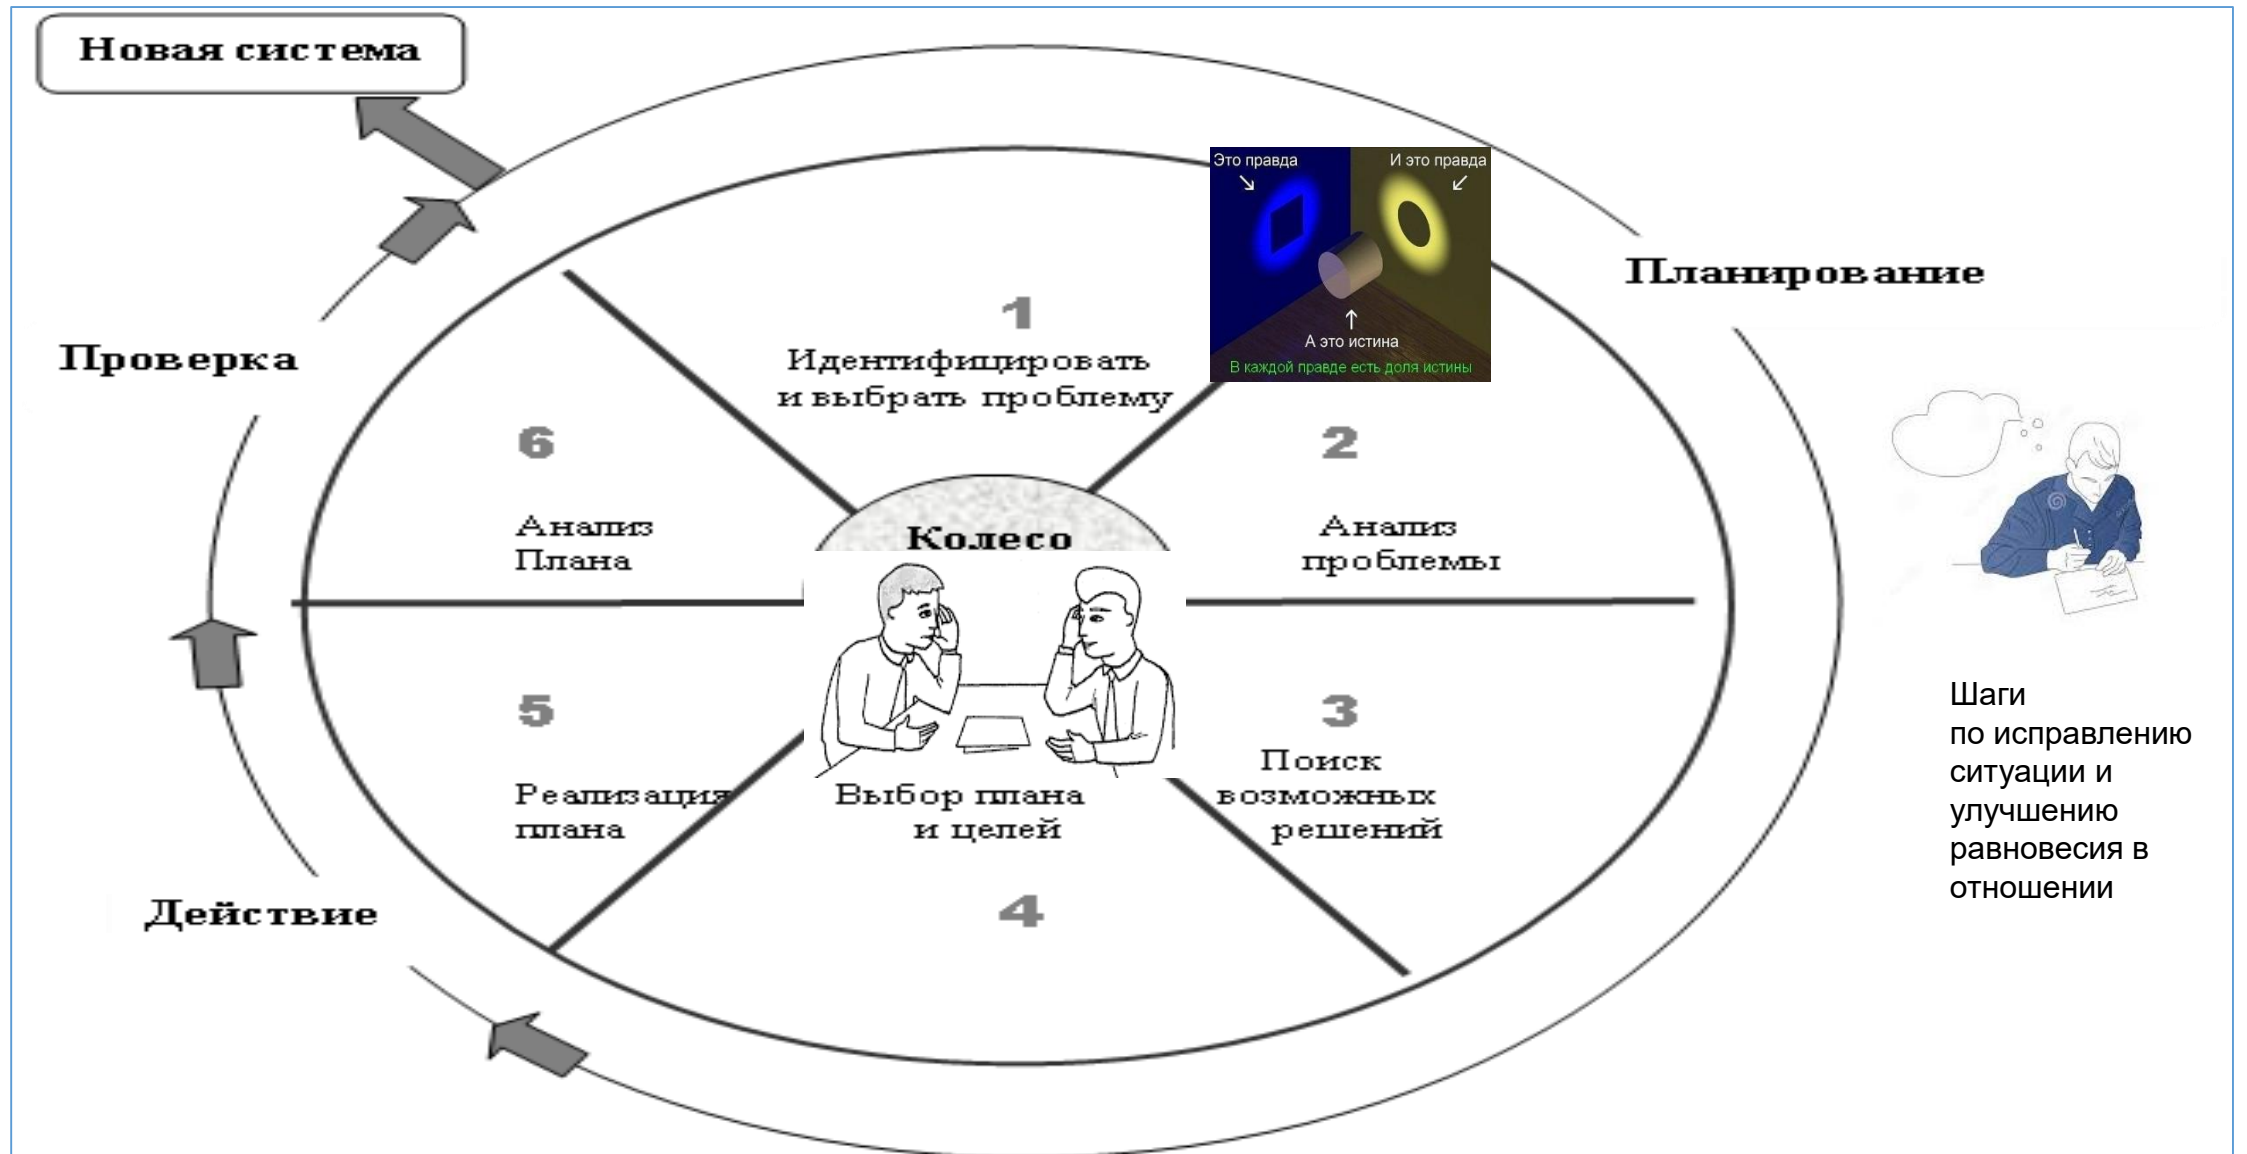 Новая система
Это правда
И это правда
А это истина
В каждой правде есть доля истины
Планирование
Проверка
1
Идентифицировать
и выбрать проблему
6
Анализ
Плана
2
Анализ
проблемы
Колесо
5
Реализация
плана
Выбор плана
и целей
4
3
Поиск
возможных
решений
Действие
Шаги
по исправлению
ситуации и
улучшению
равновесия в
отношении